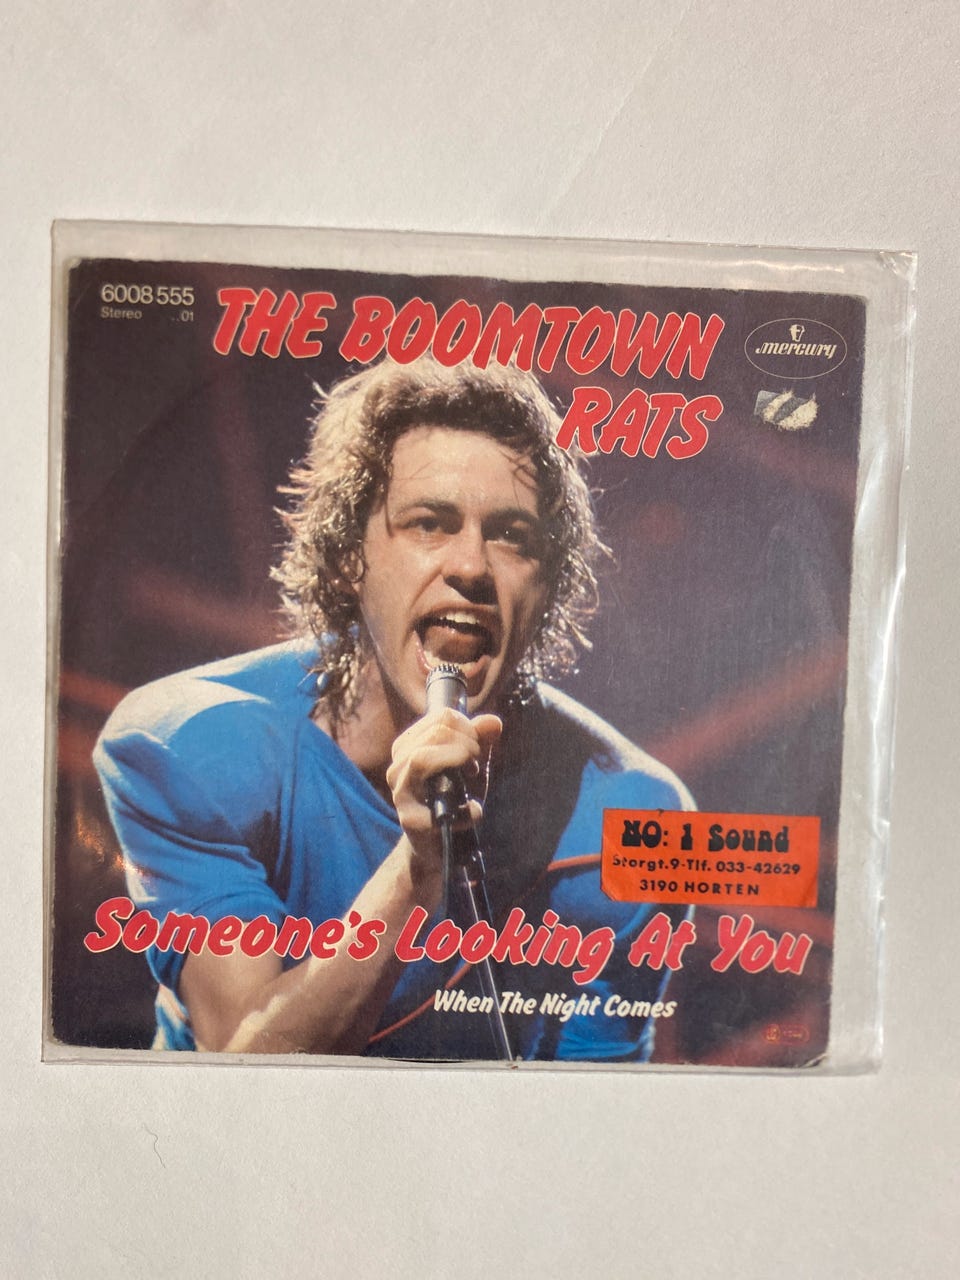 6008 555
Stereo ..01
THE BOOMTOWN
RATS
mercury
NO: 1 Sound
Storgt.9-Tlf. 033-42629
3190 HORTEN
Someone's Looking At You
When The Night Comes